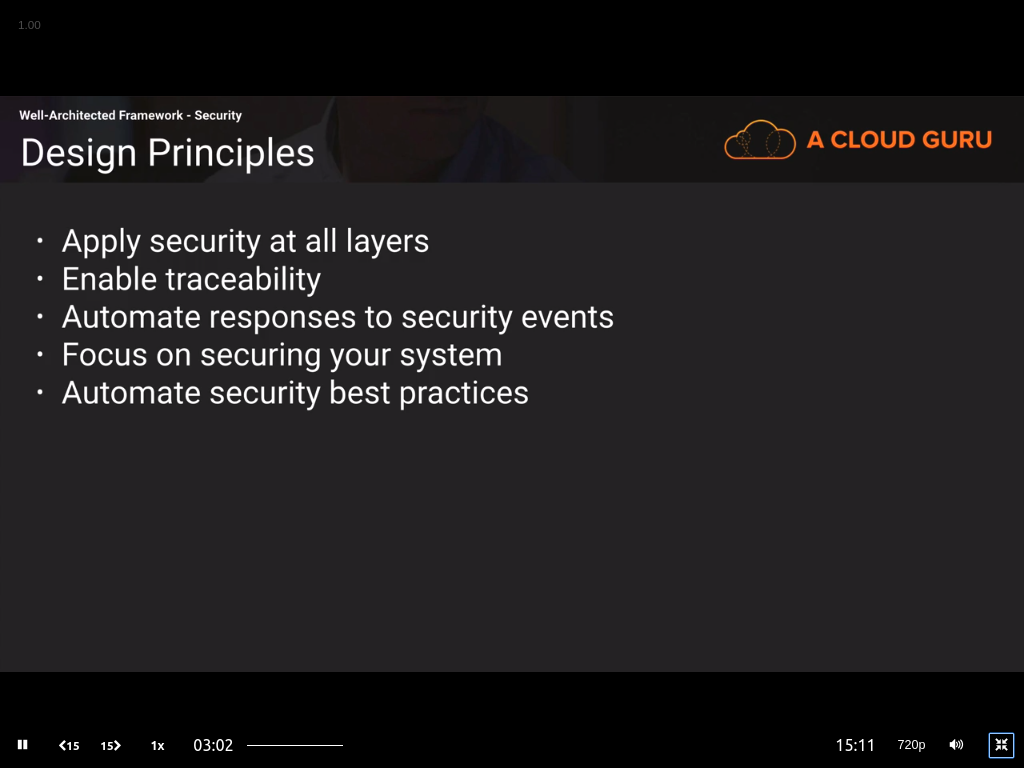 1.00
Well-Architected Framework - Security
Design Principles
A CLOUD GURU
• Apply security at all layers
• Enable traceability
• Automate responses to security events
• Focus on securing your system
• Automate security best practices
15 15 1x 03:02 15:11 720p